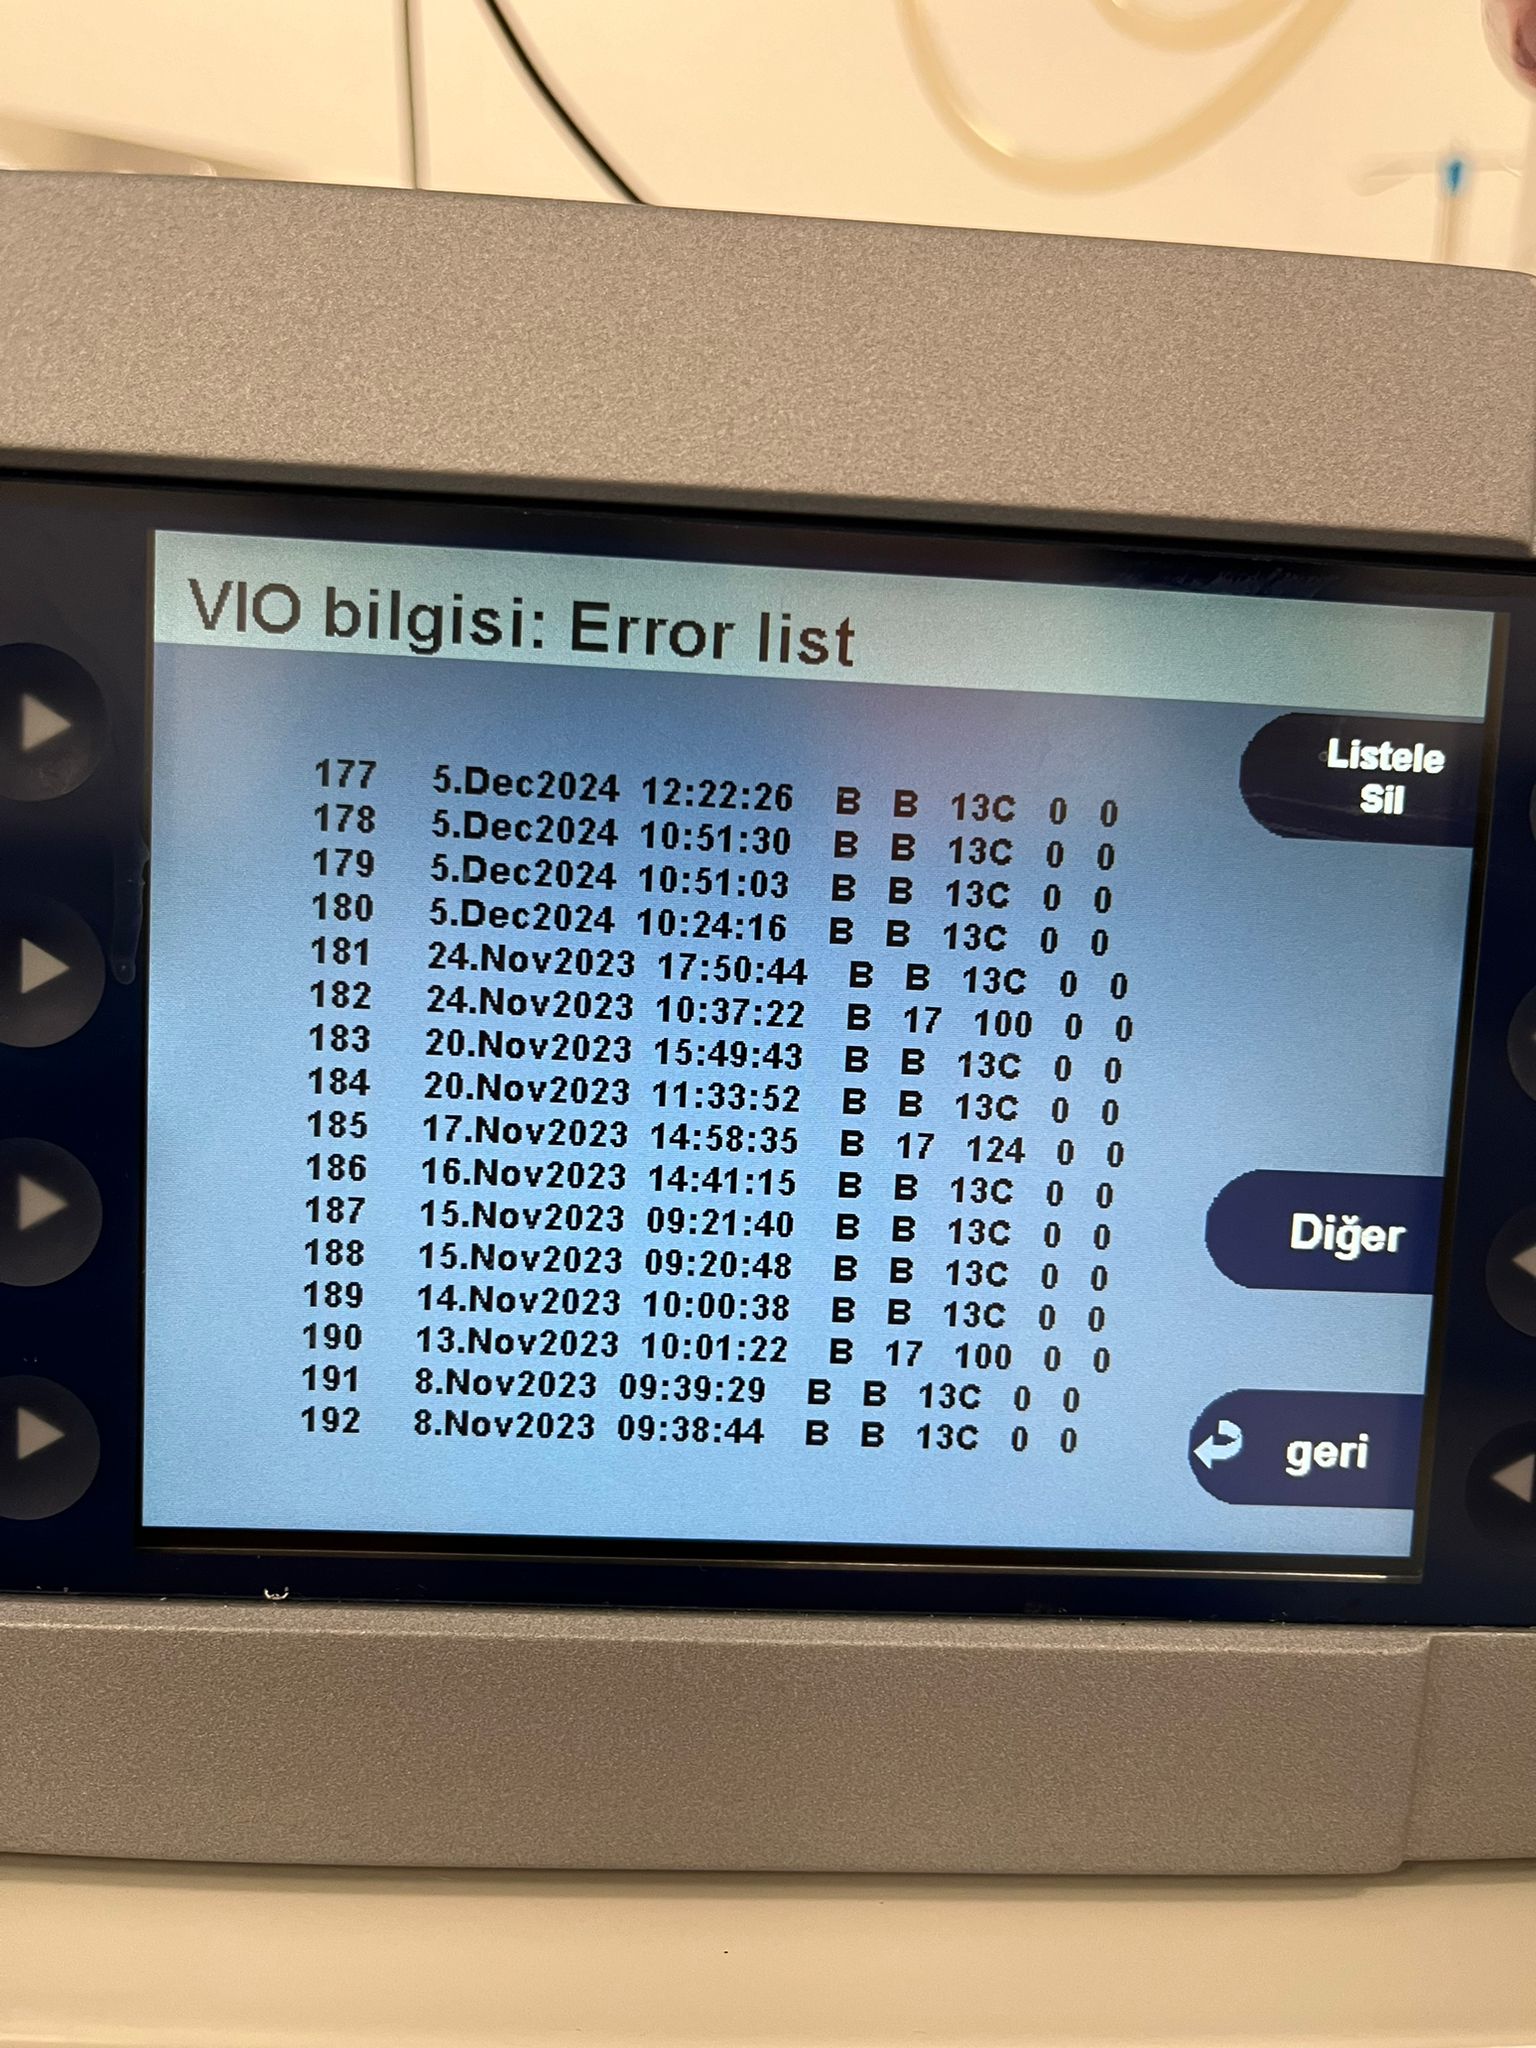 VIO bilgisi: Error list
177 5.Dec2024 12:22:26 B B 13C 0 0
178 5.Dec2024 10:51:30 B B 13C 0 0
179 5.Dec2024 10:51:03 B B 13C 0 0
180 5.Dec2024 10:24:16 B B 13C 0 0
181 24.Nov2023 17:50:44 B B 13C 0 0
182 24.Nov2023 10:37:22 B 17 100 0 0
183 20.Nov2023 15:49:43 B B 13C 0 0
184 20.Nov2023 11:33:52 B B 13C 0 0
185 17.Nov2023 14:58:35 B 17 124 0 0
186 16.Nov2023 14:41:15 B B 13C 0 0
187 15.Nov2023 09:21:40 B B 13C 0 0
188 15.Nov2023 09:20:48 B B 13C 0 0
189 14.Nov2023 10:00:38 B B 13C 0 0
190 13.Nov2023 10:01:22 B 17 100 0 0
191 8.Nov2023 09:39:29 B B 13C 0 0
192 8.Nov2023 09:38:44 B B 13C 0 0
Listele
Sil
Diğer
geri